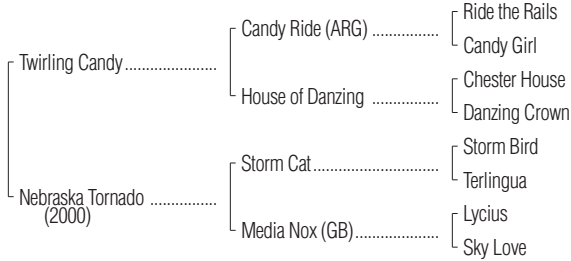 Ride the Rails
Candy Ride (ARG) ................
Candy Girl
Twirling Candy......................
Chester House
House of Danzing ................
Danzing Crown
Storm Bird
Storm Cat..............................
Terlingua
Nebraska Tornado ................
(2000)
Lycius
Media Nox (GB)....................
Sky Love